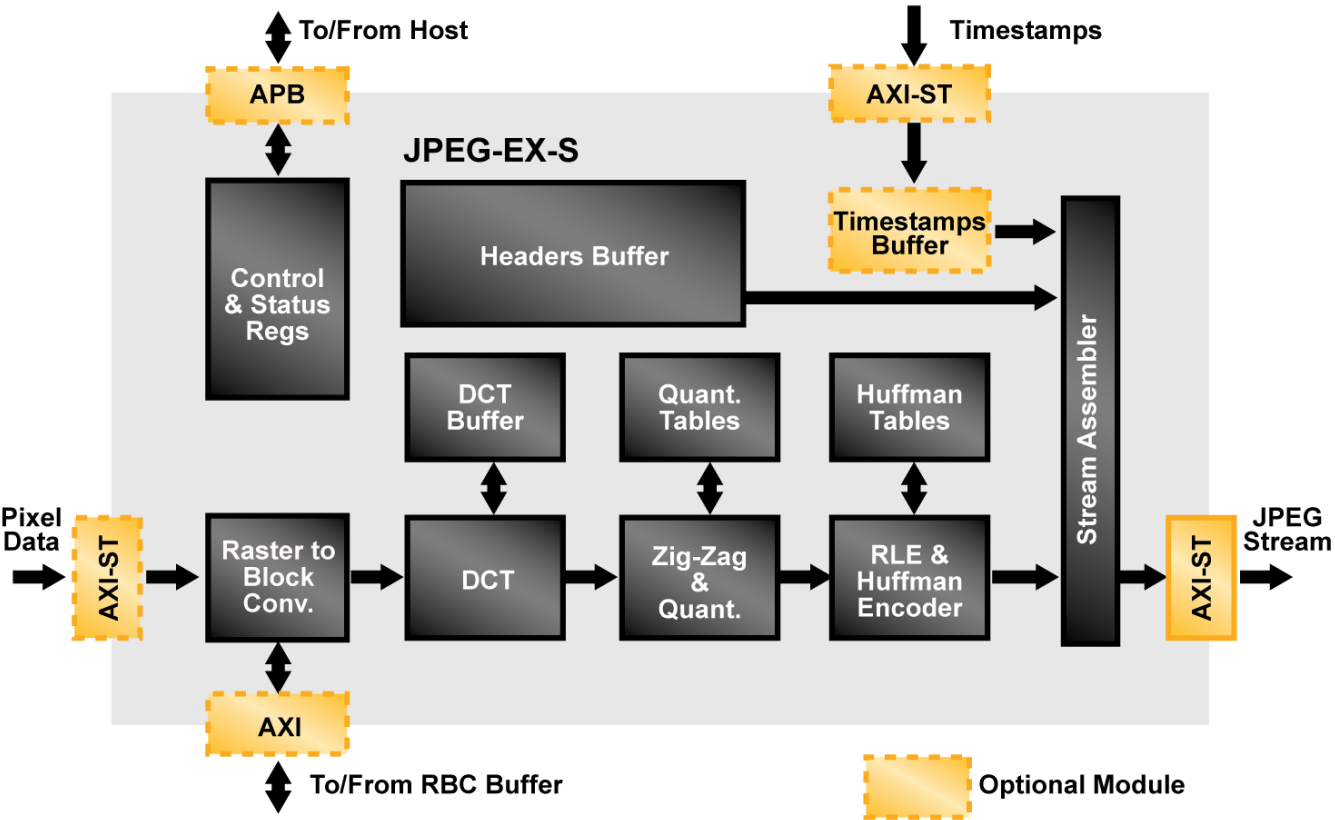 To/From Host
Timestamps
APB
AXI-ST
JPEG-EX-S
Control
& Status
Regs
Headers Buffer
Timestamps
Buffer
Stream Assembler
DCT
Buffer
Quant.
Tables
Huffman
Tables
Pixel
Data
AXI-ST
Raster to
Block
Conv.
DCT
Zig-Zag
&
Quant.
RLE &
Huffman
Encoder
AXI-ST
JPEG
Stream
AXI
To/From RBC Buffer
Optional Module